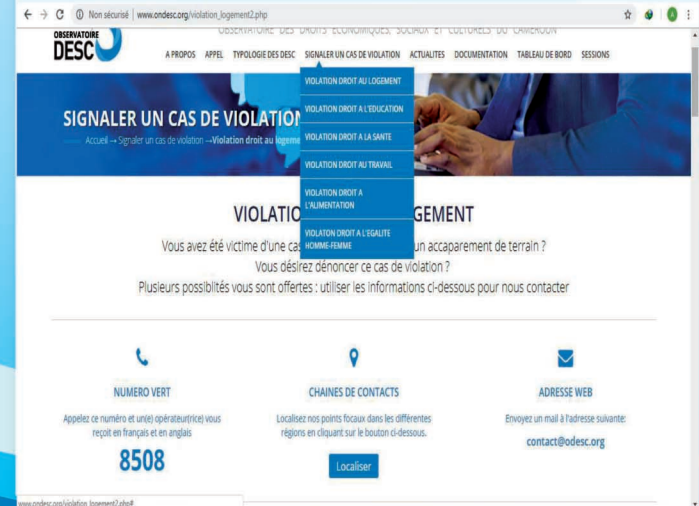 Non sécurisé | www.ondesc.org/violation_logement2.php
OBSERVATOIRE DES DROITS ECONOMIQUES, SOCIAUX ET CULTURELS DU CAMEROUN
OBSERVATOIRE
DESC
A PROPOS APPEL TYPOLOGIE DES DESC SIGNALER UN CAS DE VIOLATION ACTUALITES DOCUMENTATION TABLEAU DE BORD SESSIONS
VIOLATION DROIT AU LOGEMENT
VIOLATION DROIT A L'EDUCATION
VIOLATION DROIT A LA SANTE
VIOLATION DROIT AU TRAVAIL
VIOLATION DROIT A
L'ALIMENTATION
VIOLATON DROIT A L'EGALITE
HOMME-FEMME
SIGNALER UN CAS DE VIOLATION
Accueil → Signaler un cas de violation →Violation droit au logeme
VIOLATIO GEMENT
Vous avez été victime d'une cas un accaparement de terrain ?
Vous désirez dénoncer ce cas de violation ?
Plusieurs possiblités vous sont offertes : utiliser les informations ci-dessous pour nous contacter
NUMERO VERT
Appelez ce numéro et un(e) opérateur(rice) vous
reçoit en français et en anglais
8508
CHAINES DE CONTACTS
Localisez nos points focaux dans les différentes
régions en cliquant sur le bouton ci-dessous.
Localiser
ADRESSE WEB
Envoyez un mail à l'adresse suivante:
contact@odesc.org
www.ondesc.org/violation_logement2.php#